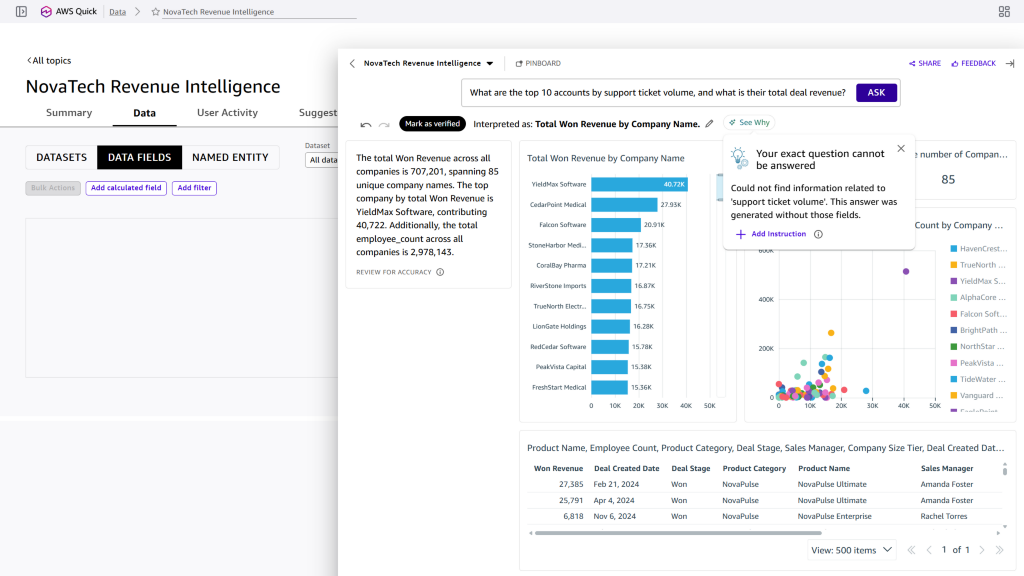 AWS Quick
Data
NovaTech Revenue Intelligence
All topics
NovaTech Revenue Intelligence
Summary
Data
User Activity
Suggest
DATASETS
DATA FIELDS
NAMED ENTITY
Dataset
All data
Bulk Actions
Add calculated field
Add filter
NovaTech Revenue Intelligence
PINBOARD
SHARE
FEEDBACK
What are the top 10 accounts by support ticket volume, and what is their total deal revenue?
ASK
Mark as verified
Interpreted as: Total Won Revenue by Company Name.
See Why
The total Won Revenue across all
companies is 707,201, spanning 85
unique company names. The top
company by total Won Revenue is
YieldMax Software, contributing
40,722. Additionally, the total
employee_count across all
companies is 2,978,143.
REVIEW FOR ACCURACY
Total Won Revenue by Company Name
YieldMax Software 40.72K
CedarPoint Medical 27.93K
Falcon Software 20.91K
StoneHarbor Medi... 17.36K
CoralBay Pharma 17.21K
RiverStone Imports 16.87K
TrueNorth Electr... 16.75K
LionGate Holdings 16.28K
RedCedar Software 15.78K
PeakVista Capital 15.38K
FreshStart Medical 15.36K
0 10K 20K 30K 40K 50K
Your exact question cannot
be answered
Could not find information related to
'support ticket volume'. This answer was
generated without those fields.
Add Instruction
e number of Compan...
85
Count by Company ...
600K
400K
200K
0
0 10K 20K 30K 40K 50K
HavenCrest...
TrueNorth ...
YieldMax S...
AlphaCore ...
Falcon Soft...
BrightPath ...
NorthStar ...
PeakVista ...
TideWater ...
Vanguard ...
EaglePoint
Product Name, Employee Count, Product Category, Deal Stage, Sales Manager, Company Size Tier, Deal Created Dat...
Won Revenue Deal Created Date Deal Stage Product Category Product Name Sales Manager
27,385 Feb 21, 2024 Won NovaPulse NovaPulse Ultimate Amanda Foster
25,791 Apr 4, 2024 Won NovaPulse NovaPulse Ultimate Amanda Foster
6,818 Nov 6, 2024 Won NovaPulse NovaPulse Enterprise Rachel Torres
View: 500 items
1 of 1